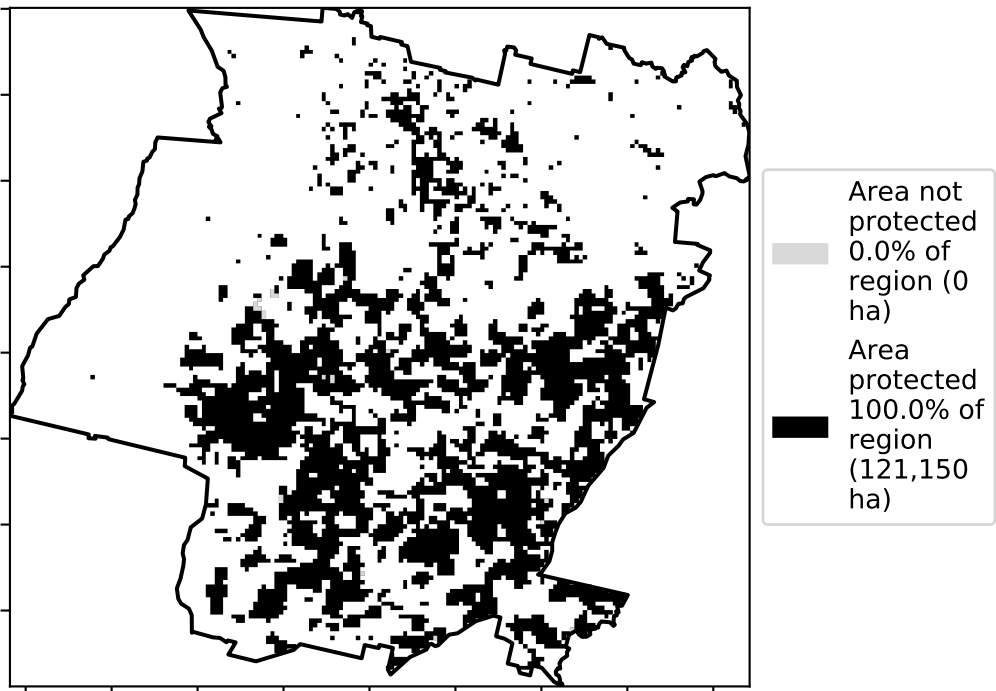 Area not
protected
0.0% of
region (0
ha)
Area
protected
100.0% of
region
(121,150
ha)